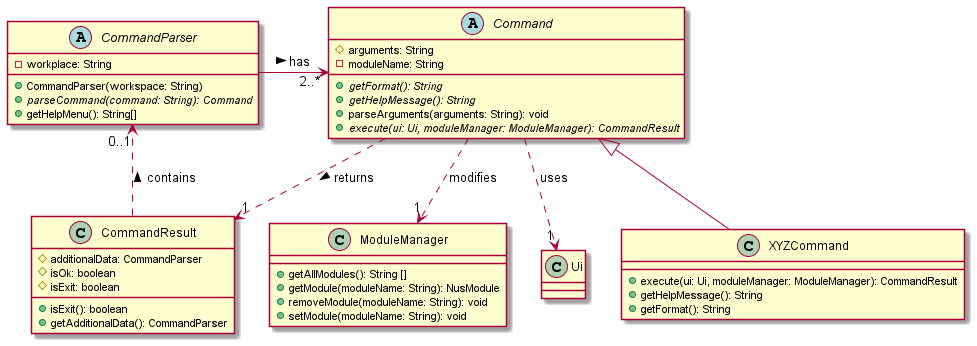 A CommandParser
workplace: String
CommandParser(workspace: String)
parseCommand(command: String): Command
getHelpMenu(): String[]
has
2..*
A Command
arguments: String
moduleName: String
getFormat(): String
getHelpMessage(): String
parseArguments(arguments: String): void
execute(ui: Ui, moduleManager: ModuleManager): CommandResult
0..1
contains
returns
modifies
uses
1
1
1
C CommandResult
additionalData: CommandParser
isOk: boolean
isExit: boolean
isExit(): boolean
getAdditionalData(): CommandParser
C ModuleManager
getAllModules(): String []
getModule(moduleName: String): NusModule
removeModule(moduleName: String): void
setModule(moduleName: String): void
C Ui
C XYZCommand
execute(ui: Ui, moduleManager: ModuleManager): CommandResult
getHelpMessage(): String
getFormat(): String